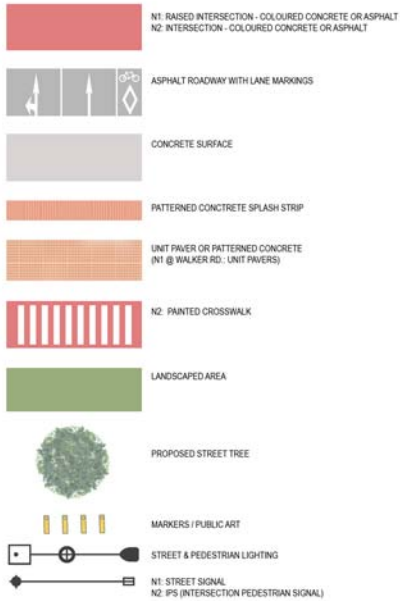 N1: RAISED INTERSECTION - COLOURED CONCRETE OR ASPHALT
N2: INTERSECTION - COLOURED CONCRETE OR ASPHALT
ASPHALT ROADWAY WITH LANE MARKINGS
CONCRETE SURFACE
PATTERNED CONCTRETE SPLASH STRIP
UNIT PAVER OR PATTERNED CONCRETE
(N1 @ WALKER RD.: UNIT PAVERS)
N2: PAINTED CROSSWALK
LANDSCAPED AREA
PROPOSED STREET TREE
MARKERS / PUBLIC ART
STREET & PEDESTRIAN LIGHTING
N1: STREET SIGNAL
N2: IPS (INTERSECTION PEDESTRIAN SIGNAL)